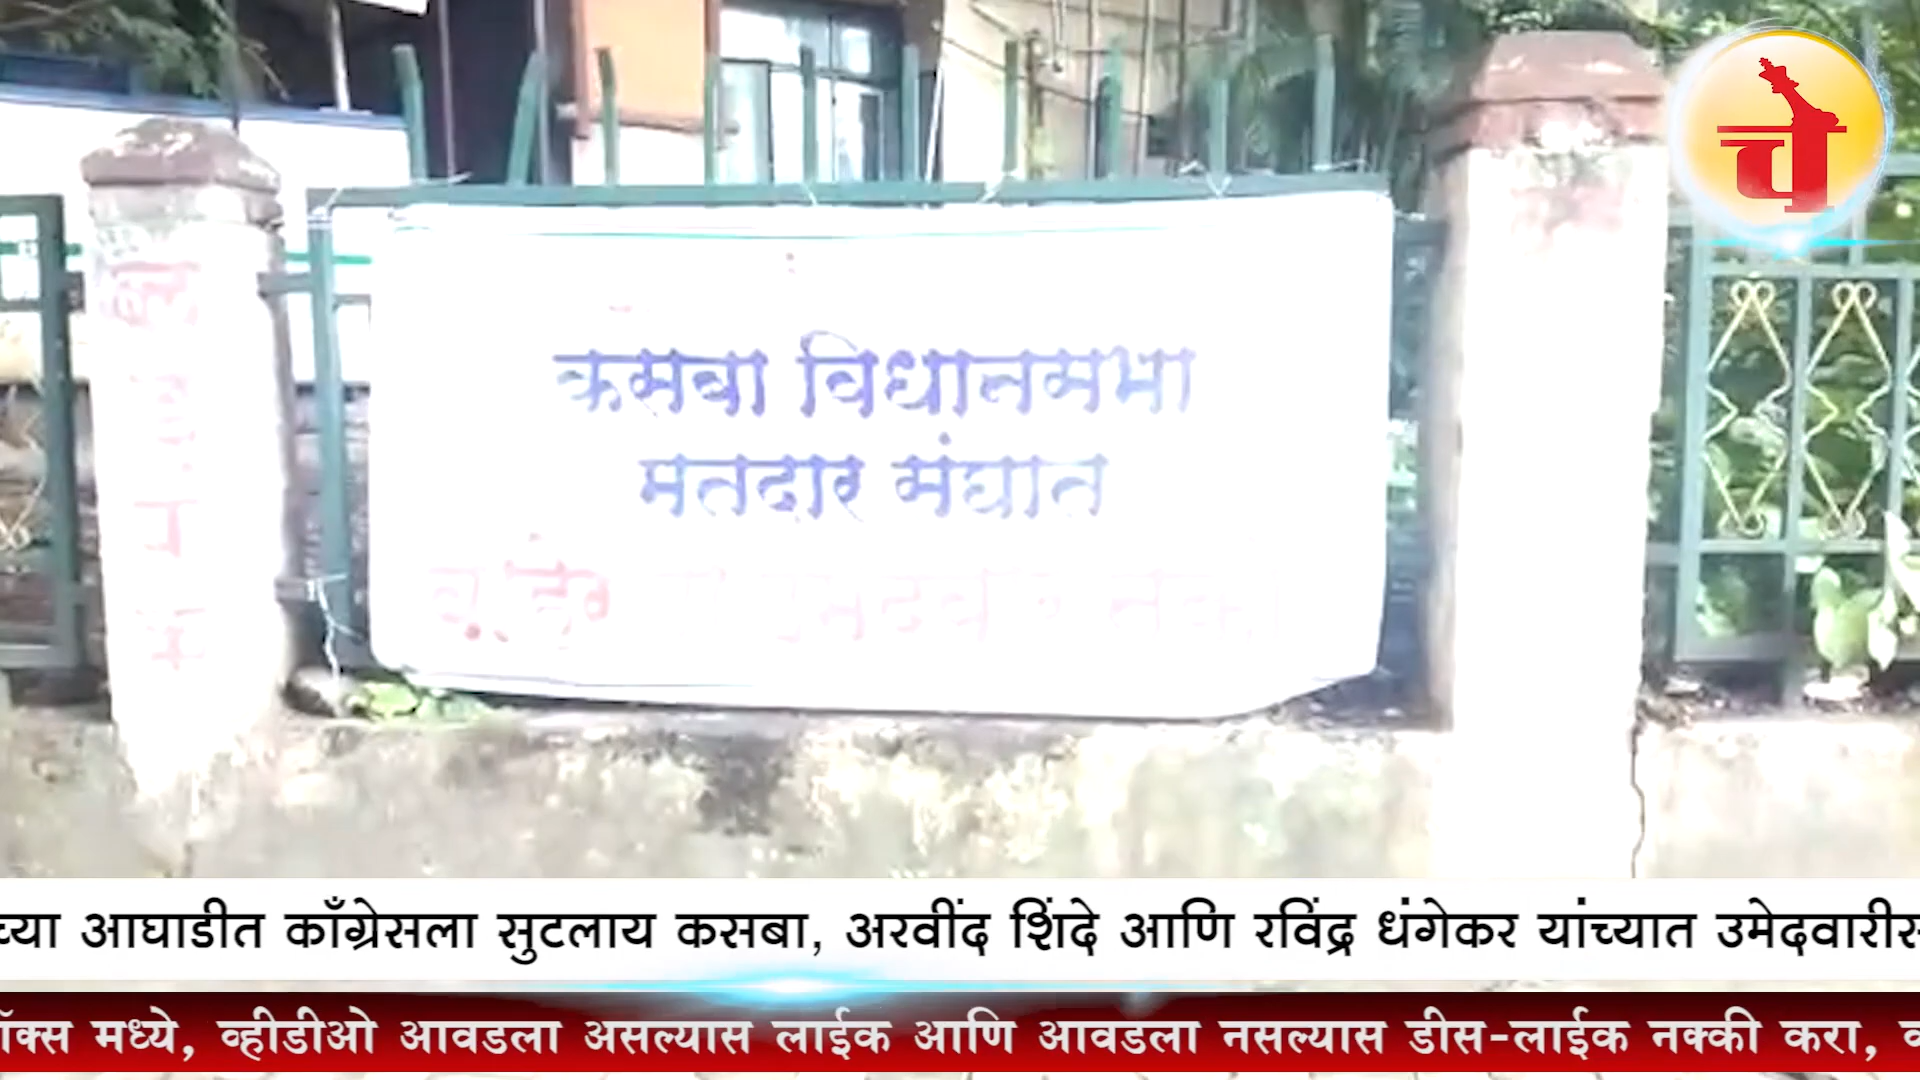 कसबा विधानसभा
मतदार संघात
च्या आघाडीत काँग्रेसला सुटलाय कसबा, अरवींद शिंदे आणि रविंद्र धंगेकर यांच्यात उमेदवारीस
ॉक्स मध्ये, व्हीडीओ आवडला असल्यास लाईक आणि आवडला नसल्यास डीस-लाईक नक्की करा,